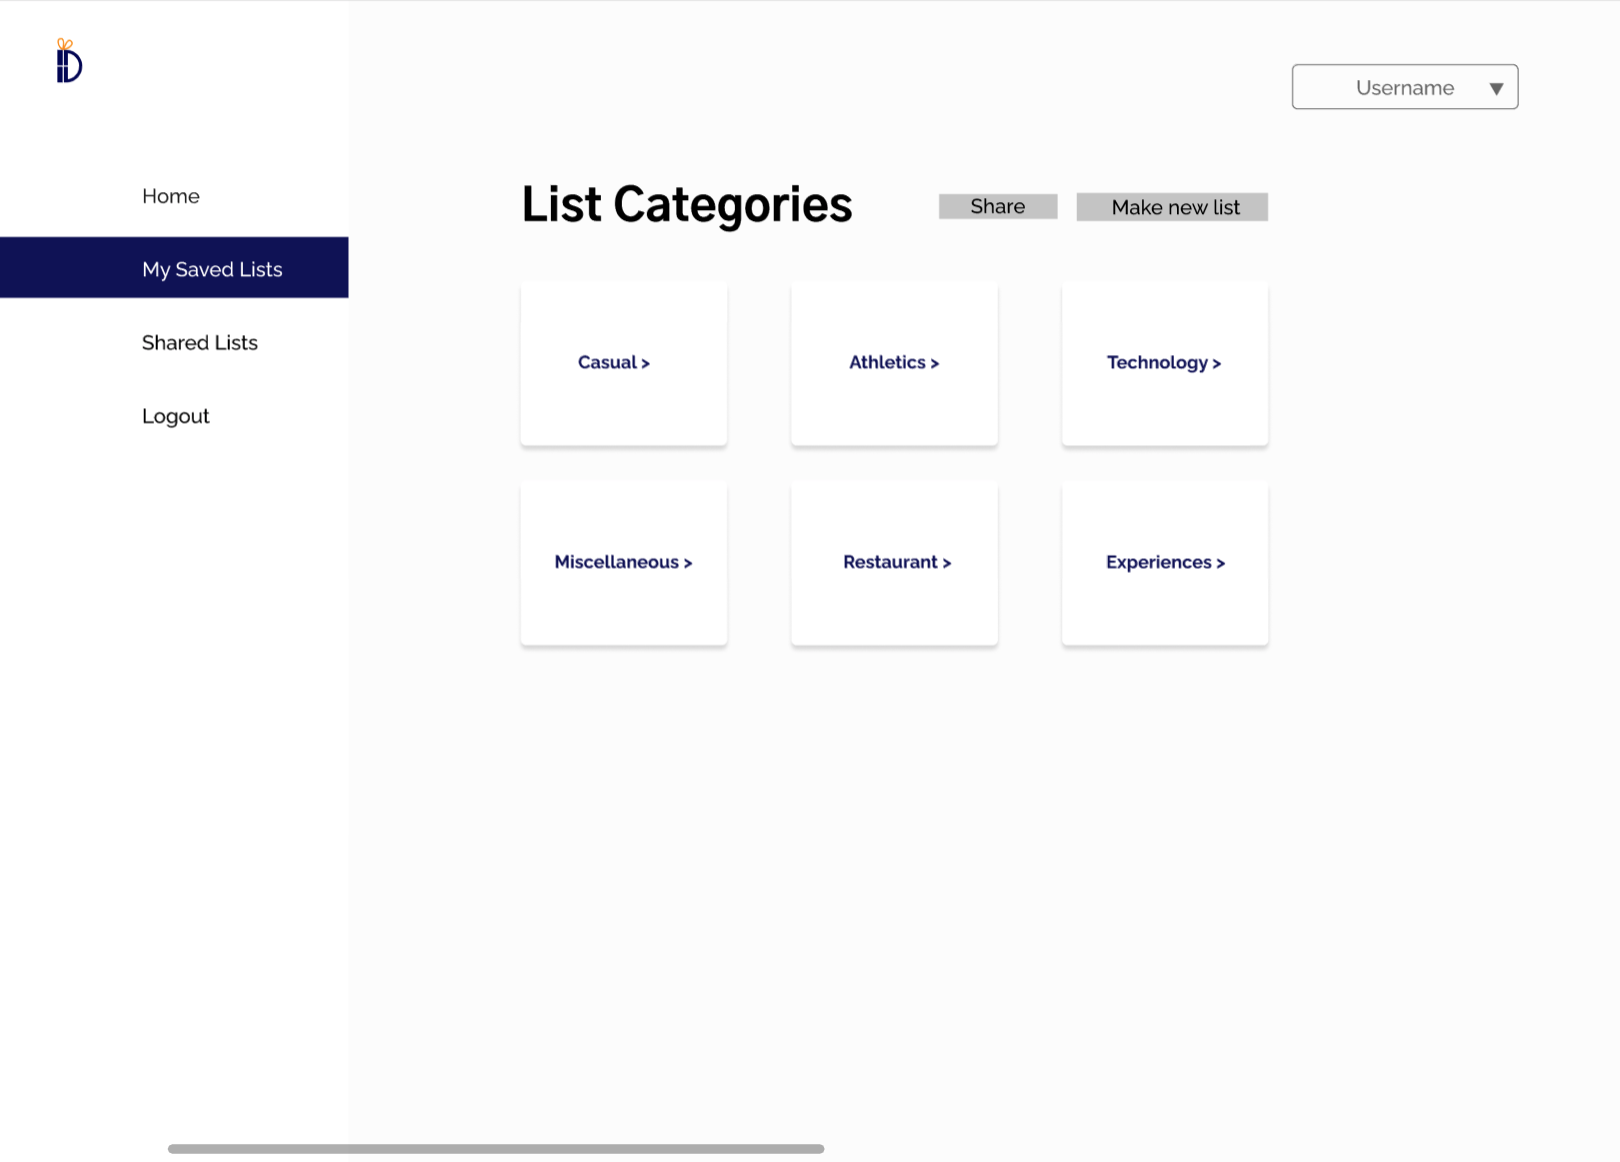 D
Username ▼
Home
My Saved Lists
Shared Lists
Logout
List Categories
Share
Make new list
Casual >
Athletics >
Technology >
Miscellaneous >
Restaurant >
Experiences >